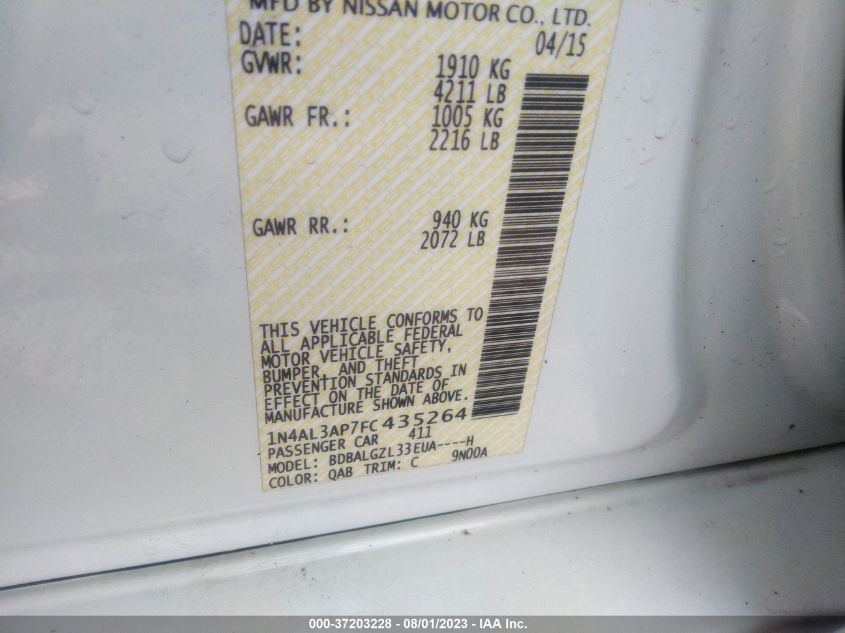 MFD BY NISSAN MOTOR CO., LTD.
DATE: 04/15
GVWR: 1910 KG
4211 LB
GAWR FR.: 1005 KG
2216 LB
GAWR RR.: 940 KG
2072 LB
THIS VEHICLE CONFORMS TO
ALL APPLICABLE FEDERAL
MOTOR VEHICLE SAFETY,
BUMPER, AND THEFT
PREVENTION STANDARDS IN
EFFECT ON THE DATE OF
MANUFACTURE SHOWN ABOVE.
1N4AL3AP7FC435264
PASSENGER CAR 411
MODEL: BDBALGZL33EUA----H
COLOR: QAB TRIM: C 9N00A
000-37203228 - 08/01/2023 - IAA Inc.